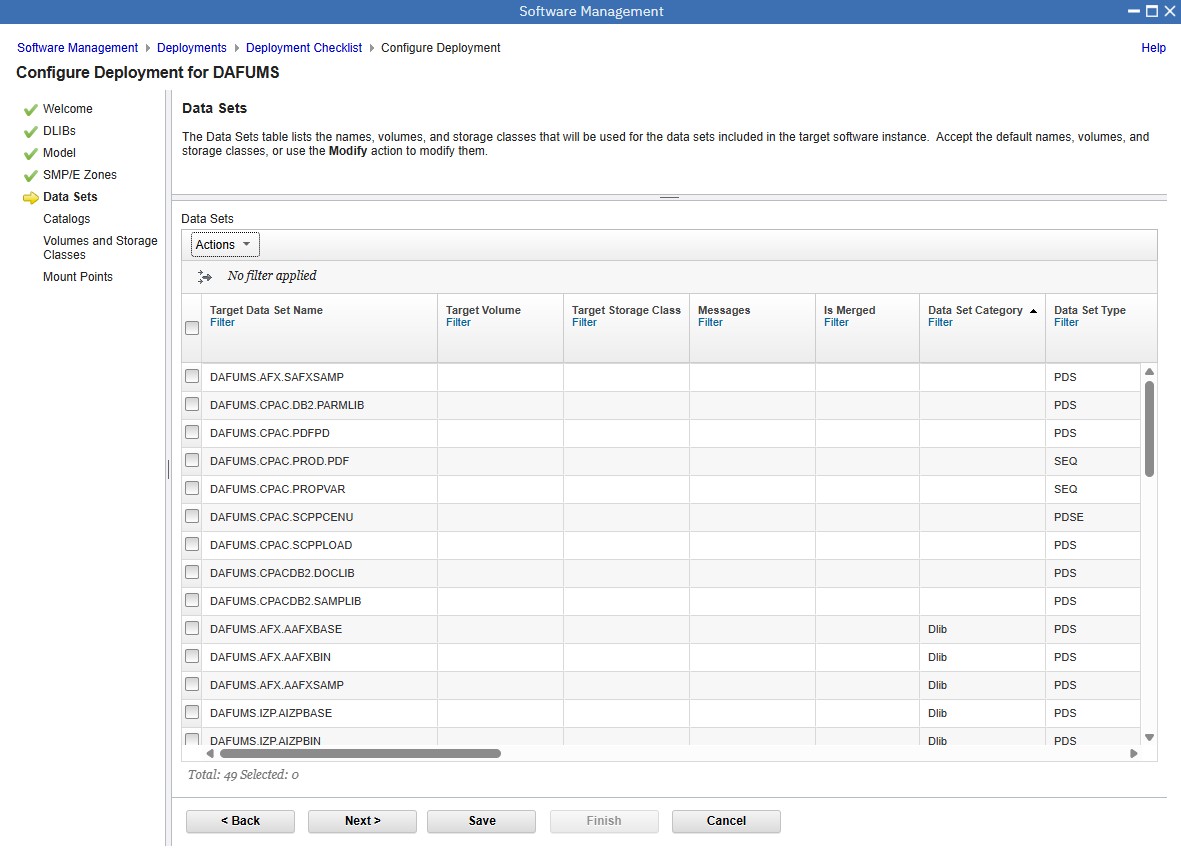 Software Management
Software Management Deployments Deployment Checklist Configure Deployment Help
Configure Deployment for DAFUMS
Welcome
DLIBs
Model
SMP/E Zones
Data Sets
Catalogs
Volumes and Storage
Classes
Mount Points
Data Sets
The Data Sets table lists the names, volumes, and storage classes that will be used for the data sets included in the target software instance. Accept the default names, volumes, and
storage classes, or use the Modify action to modify them.
Data Sets
Actions
No filter applied
Target Data Set Name Target Volume Target Storage Class Messages Is Merged Data Set Category Data Set Type
Filter Filter Filter Filter Filter Filter Filter
DAFUMS.AFX.SAFXSAMP PDS
DAFUMS.CPAC.DB2.PARMLIB PDS
DAFUMS.CPAC.PDFPD PDS
DAFUMS.CPAC.PROD.PDF SEQ
DAFUMS.CPAC.PROPVAR SEQ
DAFUMS.CPAC.SCPPCENU PDSE
DAFUMS.CPAC.SCPPLOAD PDS
DAFUMS.CPACDB2.DOCLIB PDS
DAFUMS.CPACDB2.SAMPLIB PDS
DAFUMS.AFX.AAFXBASE Dlib PDS
DAFUMS.AFX.AAFXBIN Dlib PDS
DAFUMS.AFX.AAFXSAMP Dlib PDS
DAFUMS.IZP.AIZPBASE Dlib PDS
DAFUMS.IZP.AIZPBIN Dlib PDS
Total: 49 Selected: 0
< Back Next > Save Finish Cancel